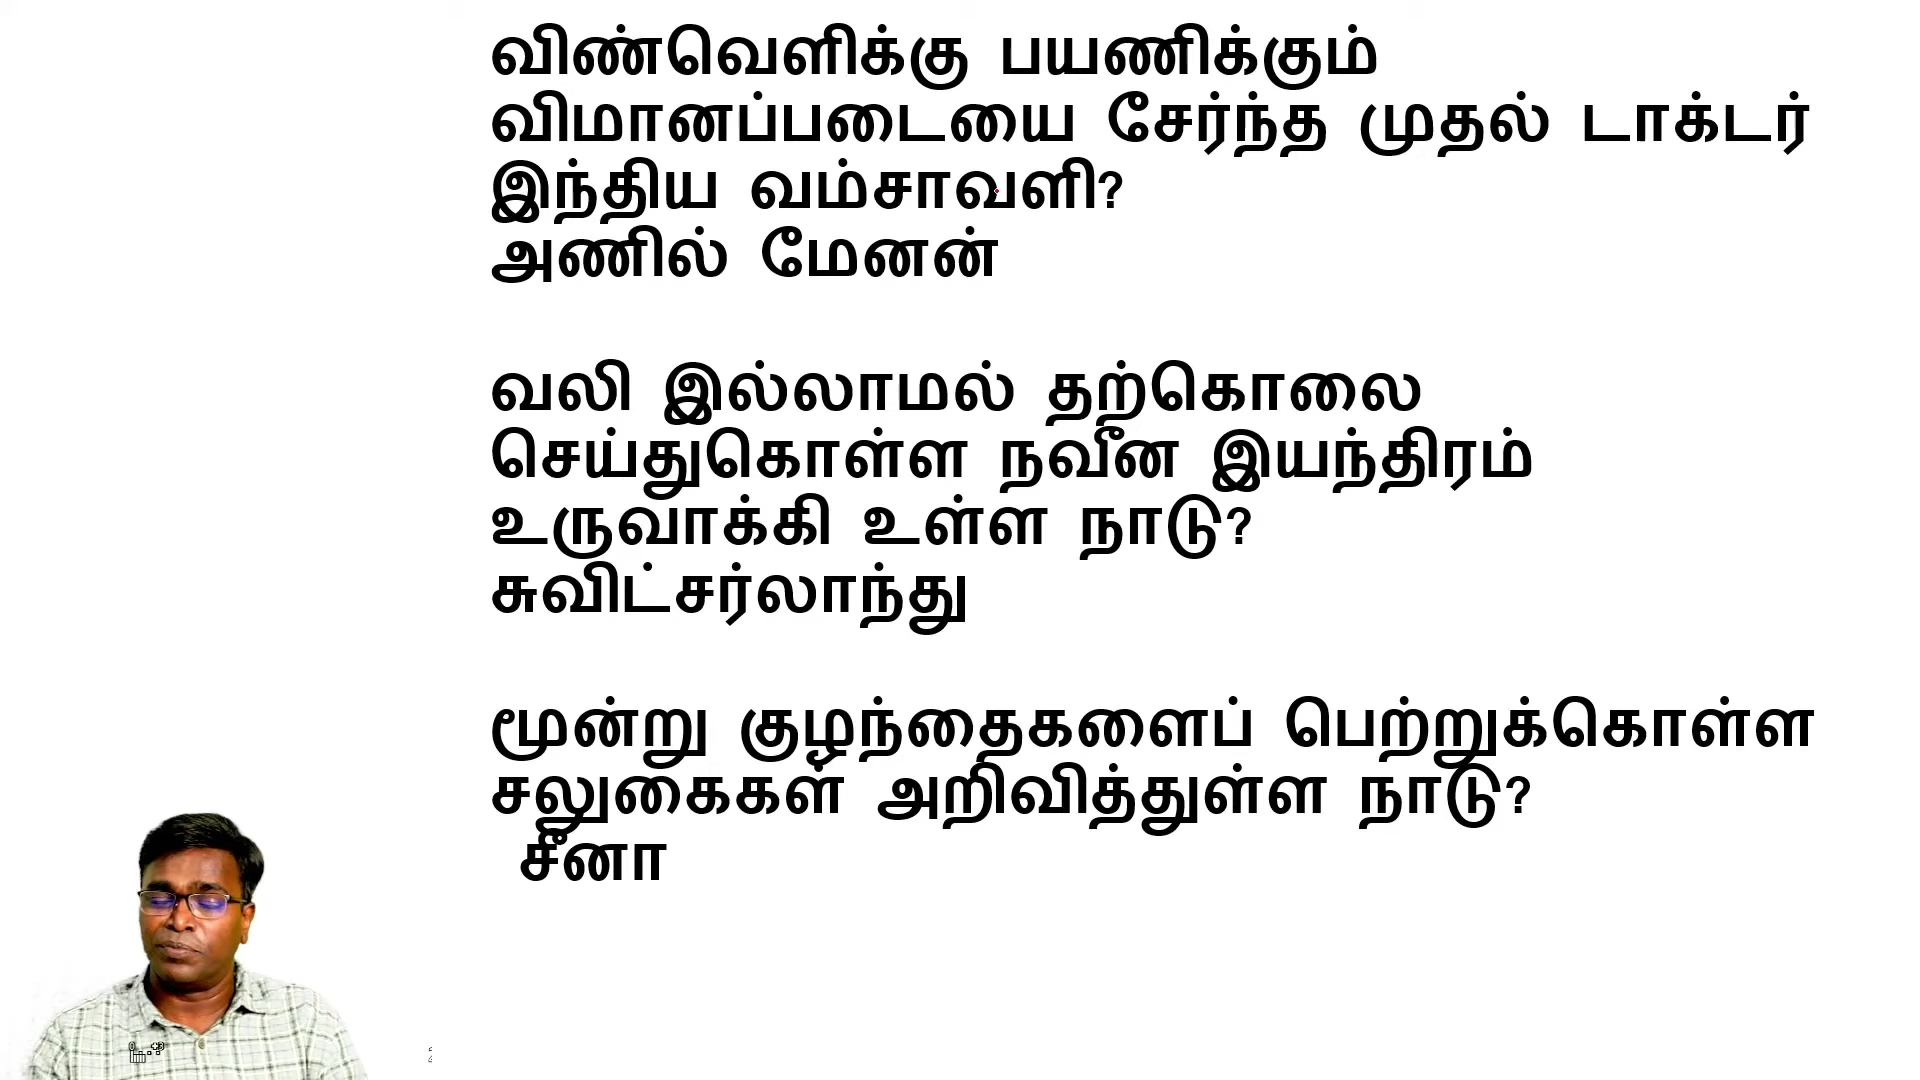 விண்வெளிக்கு பயணிக்கும்
விமானப்படையை சேர்ந்த முதல் டாக்டர்
இந்திய வம்சாவளி?
அணில் மேனன்
வலி இல்லாமல் தற்கொலை
செய்துகொள்ள நவீன இயந்திரம்
உருவாக்கி உள்ள நாடு?
சுவிட்சர்லாந்து
மூன்று குழந்தைகளைப் பெற்றுக்கொள்ள
சலுகைகள் அறிவித்துள்ள நாடு?
சீனா